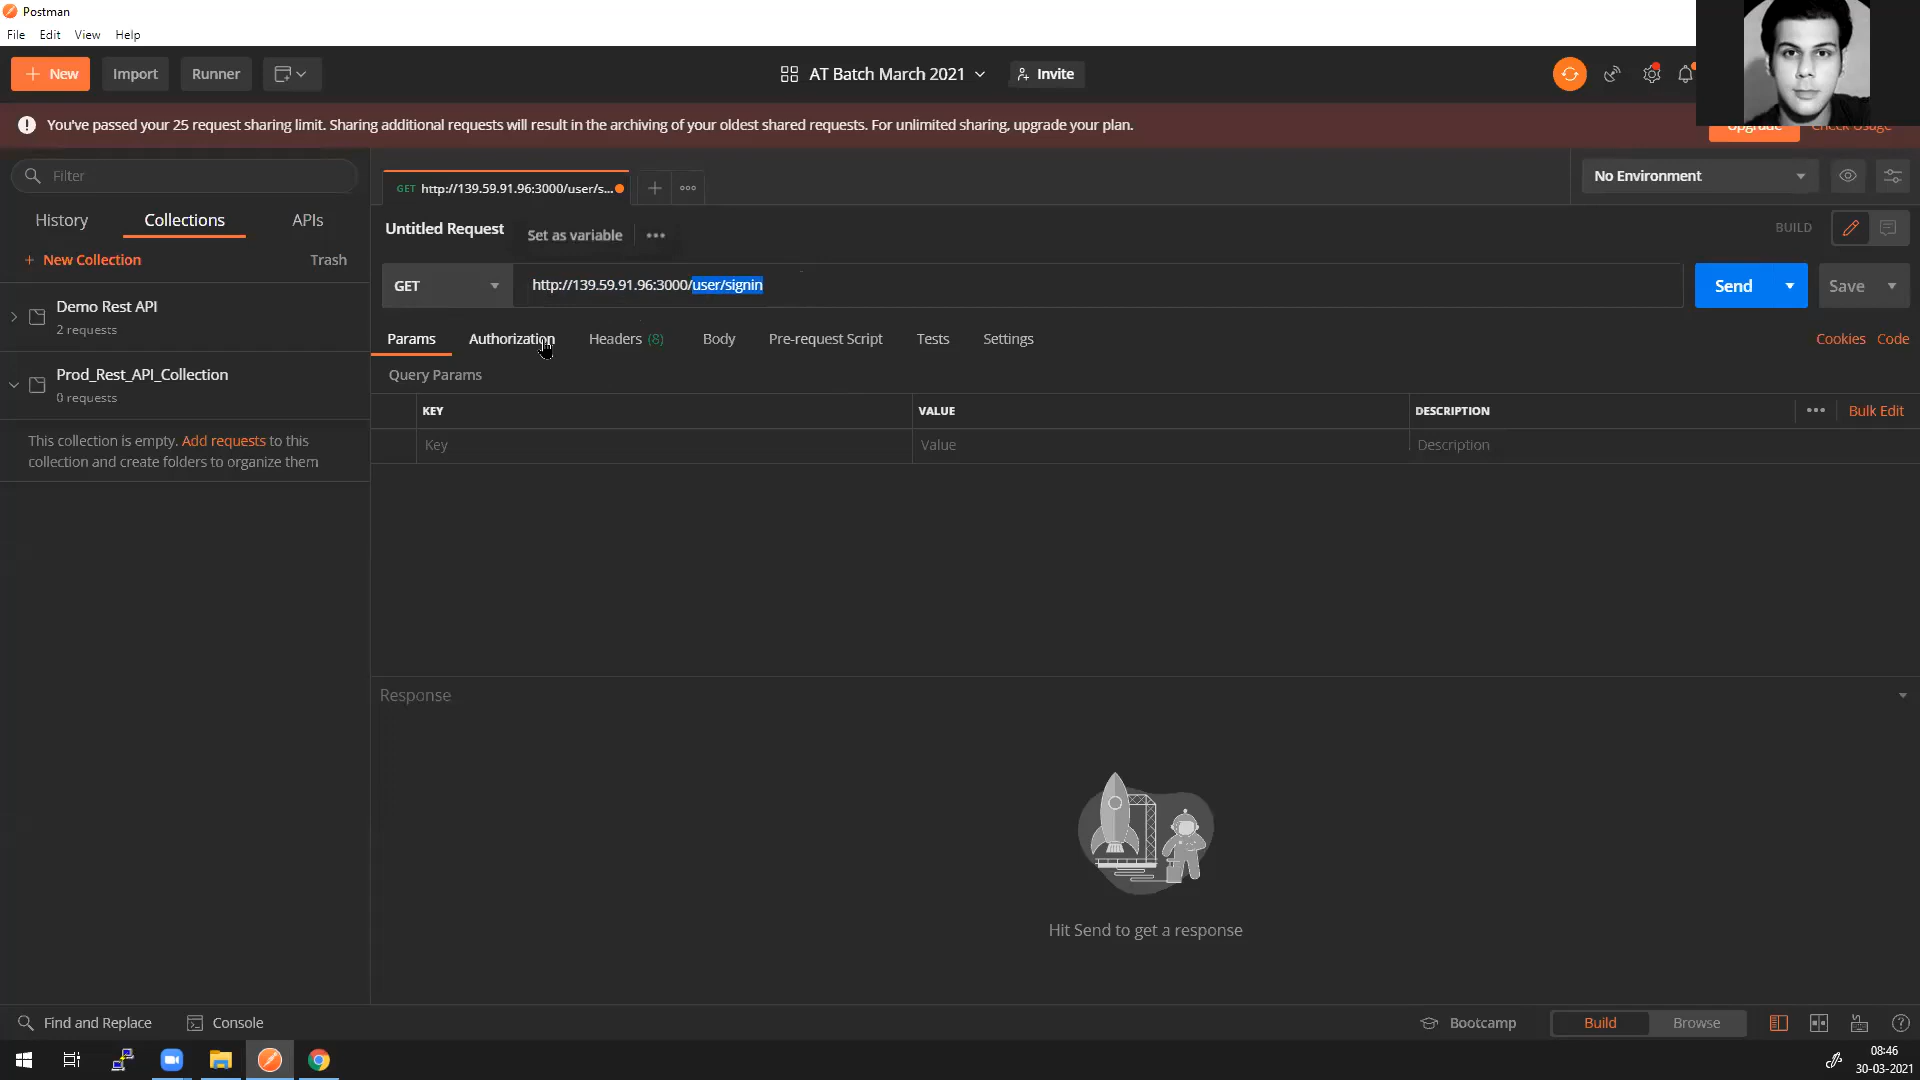 Postman
File Edit View Help
New Import Runner AT Batch March 2021 Invite
You've passed your 25 request sharing limit. Sharing additional requests will result in the archiving of your oldest shared requests. For unlimited sharing, upgrade your plan. Upgrade Check Usage
Filter
GET http://139.59.91.96:3000/user/s...
No Environment
History Collections APIs
Untitled Request Set as variable BUILD
+ New Collection Trash
GET http://139.59.91.96:3000/user/signin Send Save
Demo Rest API
2 requests
Params Authorization Headers (8) Body Pre-request Script Tests Settings Cookies Code
Prod_Rest_API_Collection
0 requests
Query Params
KEY VALUE DESCRIPTION ••• Bulk Edit
Key Value Description
This collection is empty. Add requests to this
collection and create folders to organize them
Response
Hit Send to get a response
Find and Replace Console Bootcamp Build Browse
08:46
30-03-2021